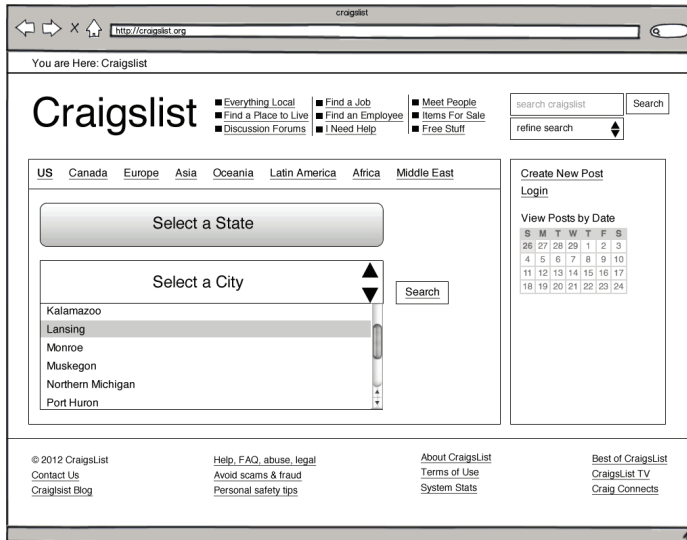 craigslist
http://craigslist.org
You are Here: Craigslist
Craigslist
Everything Local
Find a Place to Live
Discussion Forums
Find a Job
Find an Employee
I Need Help
Meet People
Items For Sale
Free Stuff
search craigslist
Search
refine search
US Canada Europe Asia Oceania Latin America Africa Middle East
Select a State
Select a City
Search
Kalamazoo
Lansing
Monroe
Muskegon
Northern Michigan
Port Huron
Create New Post
Login
View Posts by Date
S M T W T F S
26 27 28 29 1 2 3
4 5 6 7 8 9 10
11 12 13 14 15 16 17
18 19 20 21 22 23 24
© 2012 CraigsList
Contact Us
Craiglsist Blog
Help, FAQ, abuse, legal
Avoid scams & fraud
Personal safety tips
About CraigsList
Terms of Use
System Stats
Best of CraigsList
CraigsList TV
Craig Connects